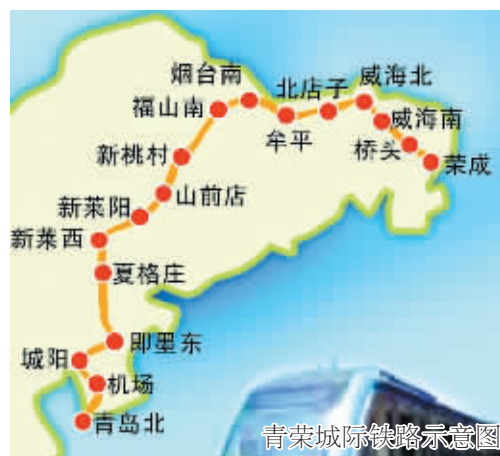 烟台南
北店子
威海北
福山南
威海南
牟平
桥头
荣成
新桃村
山前店
新莱阳
新莱西
夏格庄
即墨东
城阳
机场
青岛北
青荣城际铁路示意图